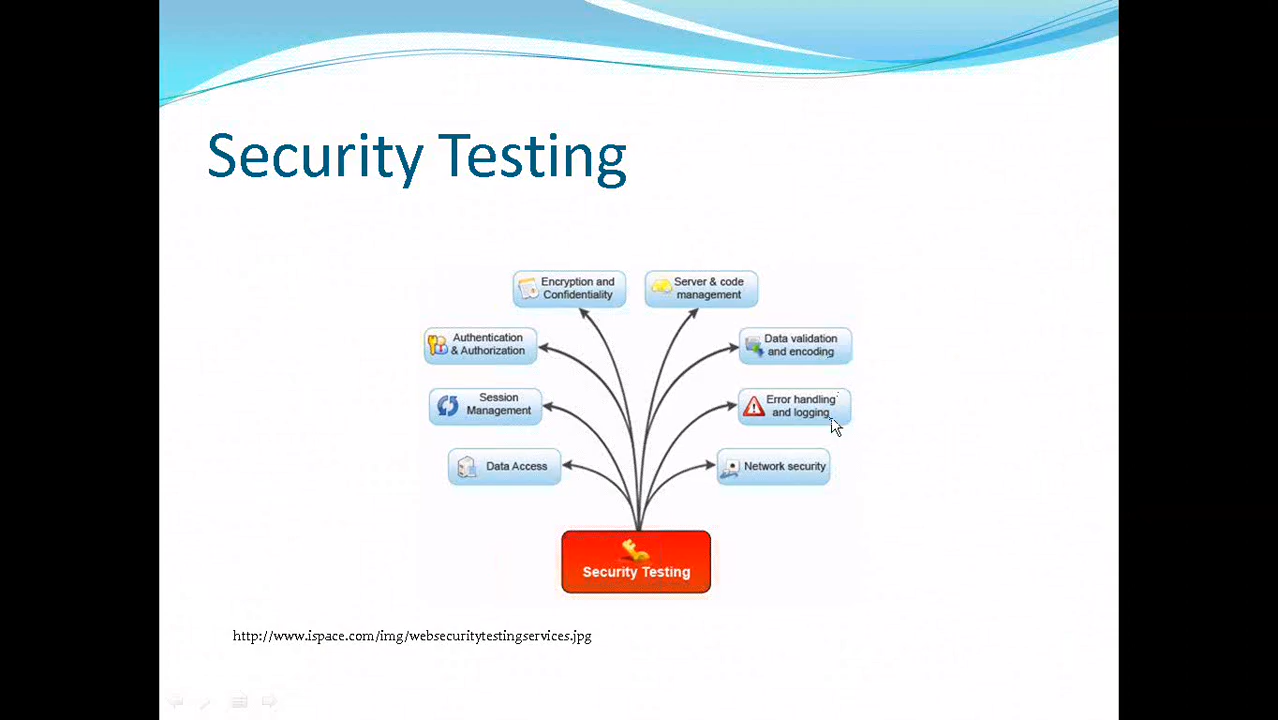 Security Testing
Encryption and
Confidentiality
Server & code
management
Authentication
& Authorization
Data validation
and encoding
Session
Management
Error handling
and logging
Data Access
Network security
Security Testing
http://www.ispace.com/img/websecuritytestingservices.jpg